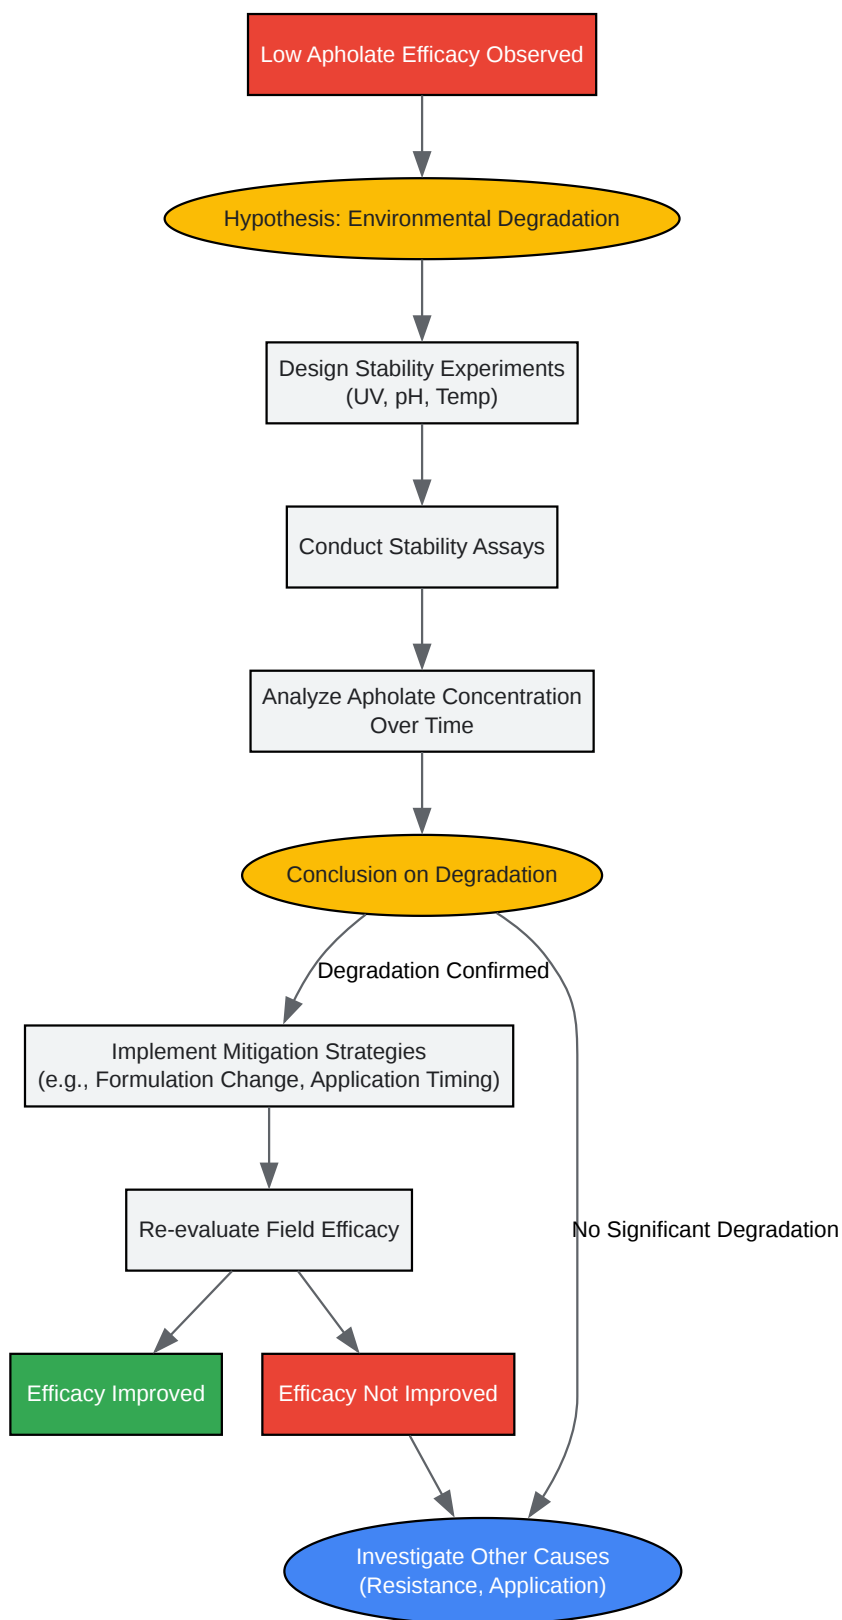 Low Apholate Efficacy Observed
Hypothesis: Environmental Degradation
Design Stability Experiments
(UV, pH, Temp)
Conduct Stability Assays
Analyze Apholate Concentration
Over Time
Conclusion on Degradation
Degradation Confirmed
Implement Mitigation Strategies
(e.g., Formulation Change, Application Timing)
Re-evaluate Field Efficacy
No Significant Degradation
Efficacy Improved
Efficacy Not Improved
Investigate Other Causes
(Resistance, Application)